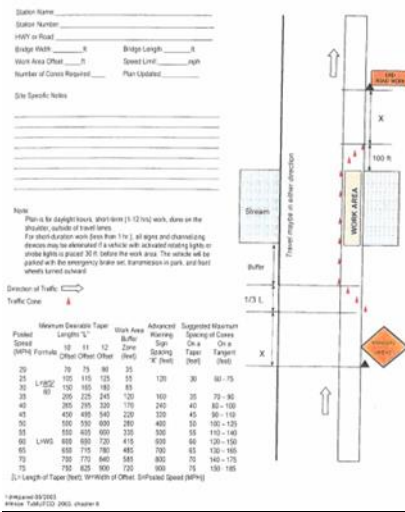 Station Name
Station Number
HWY or Road
Bridge Width ft Bridge Length ft
Work Area Offset ft Speed Limit mph
Number of Cones Required Plan Updated
Site Specific Notes
Note:
Plan is for daylight hours, short-term (1-12 hrs) work, done on the
shoulder, outside of travel lanes.
For short-duration work (less than 1 hr), all signs and channelizing
devices may be eliminated if a vehicle with activated rotating lights or
strobe lights is placed 30 ft. before the work area. The vehicle will be
parked with the emergency brake set, transmission in park, and front
wheels turned outward.
Direction of Traffic
Traffic Cone
Minimum Desirable Taper Lengths "L"
Work Area Buffer Zone (feet)
Advanced Warning Sign Spacing "X" (feet)
Suggested Maximum Spacing of Cones
Posted Speed (MPH) Formula 10 Offset 11 Offset 12 Offset On a Taper (feet) On a Tangent (feet)
20 70 75 80 35
25 105 115 125 55 120 30 60 - 75
30 150 165 180 85
35 205 225 245 120 160 35 70 - 90
40 265 295 320 170 240 40 80 - 100
45 450 495 540 220 320 45 90 - 110
50 500 550 600 280 400 50 100 - 125
55 550 605 660 335 500 55 110 - 140
60 L=WS 600 660 720 415 600 60 120 - 150
65 650 715 780 485 700 65 130 - 165
70 700 770 840 585 800 70 140 - 175
75 750 825 900 720 900 75 150 - 185
L= Length of Taper (feet), W=Width of Offset, S=Posted Speed (MPH)
END
ROAD WORK
X
100 ft
WORK AREA
Stream
Travel maybe in either direction
Buffer
1/3 L
X